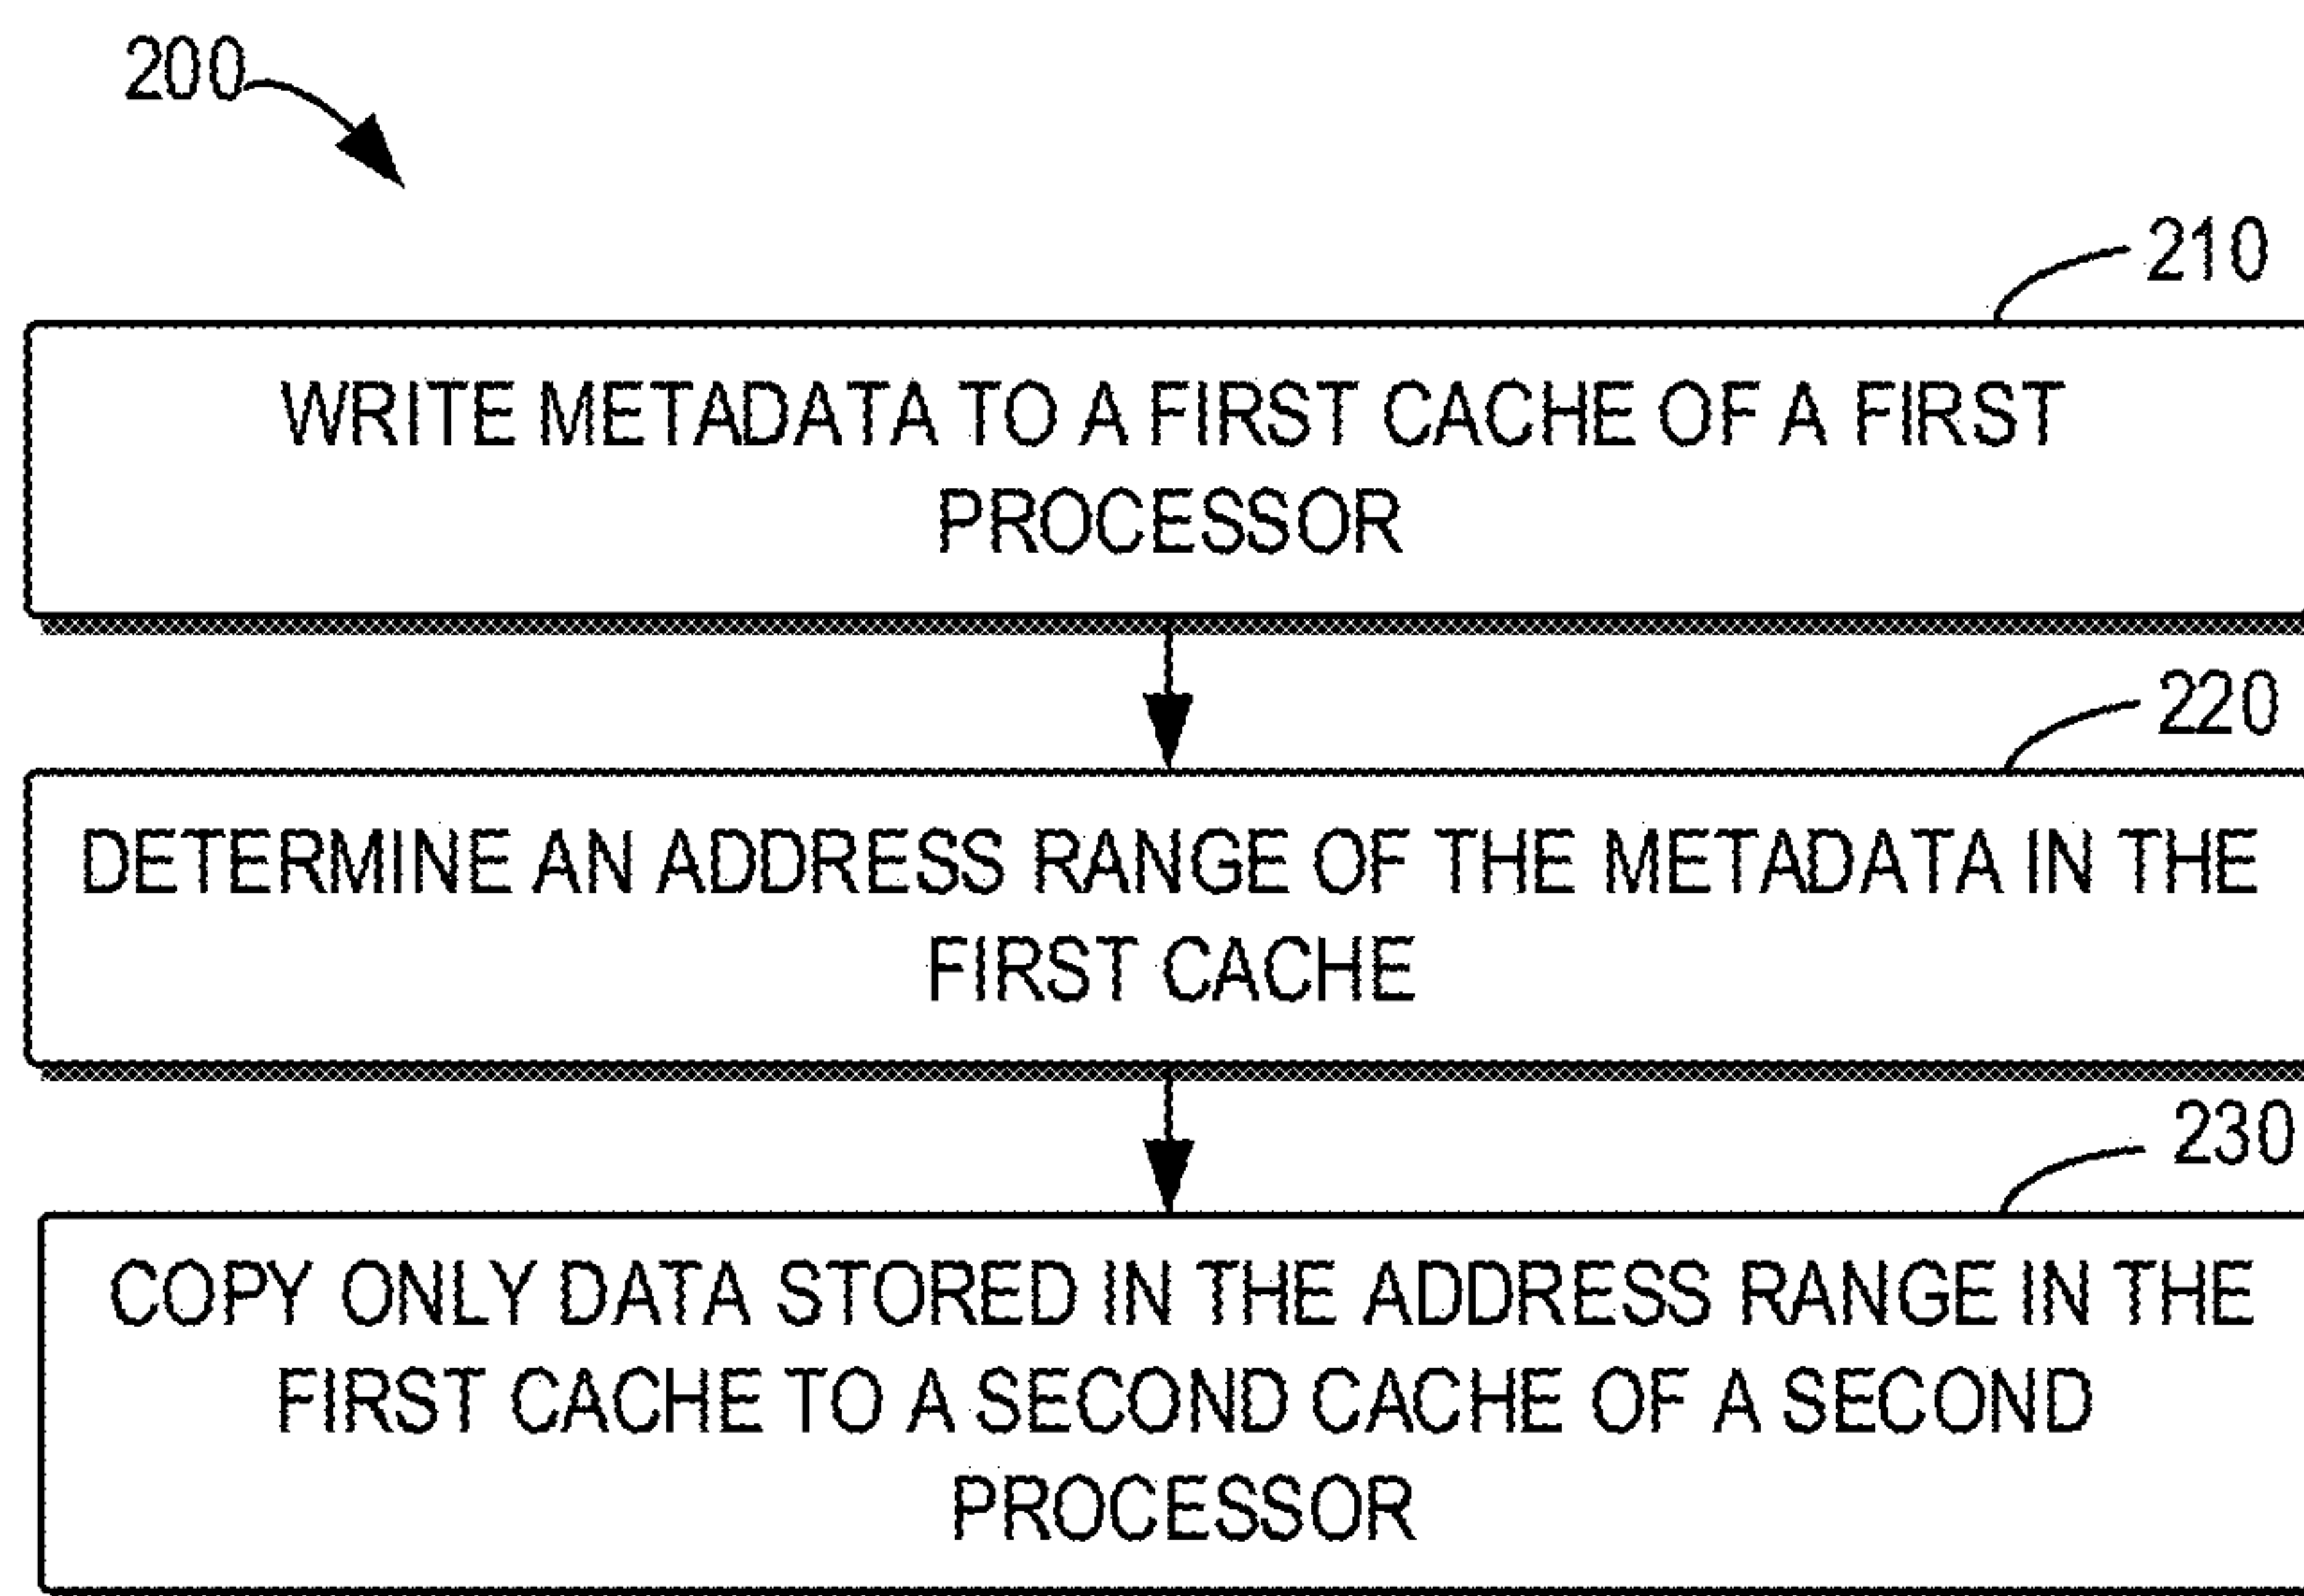 200
210
WRITE METADATA TO A FIRST CACHE OF A FIRST
PROCESSOR
220
DETERMINE AN ADDRESS RANGE OF THE METADATA IN THE
FIRST CACHE
230
COPY ONLY DATA STORED IN THE ADDRESS RANGE IN THE
FIRST CACHE TO A SECOND CACHE OF A SECOND
PROCESSOR